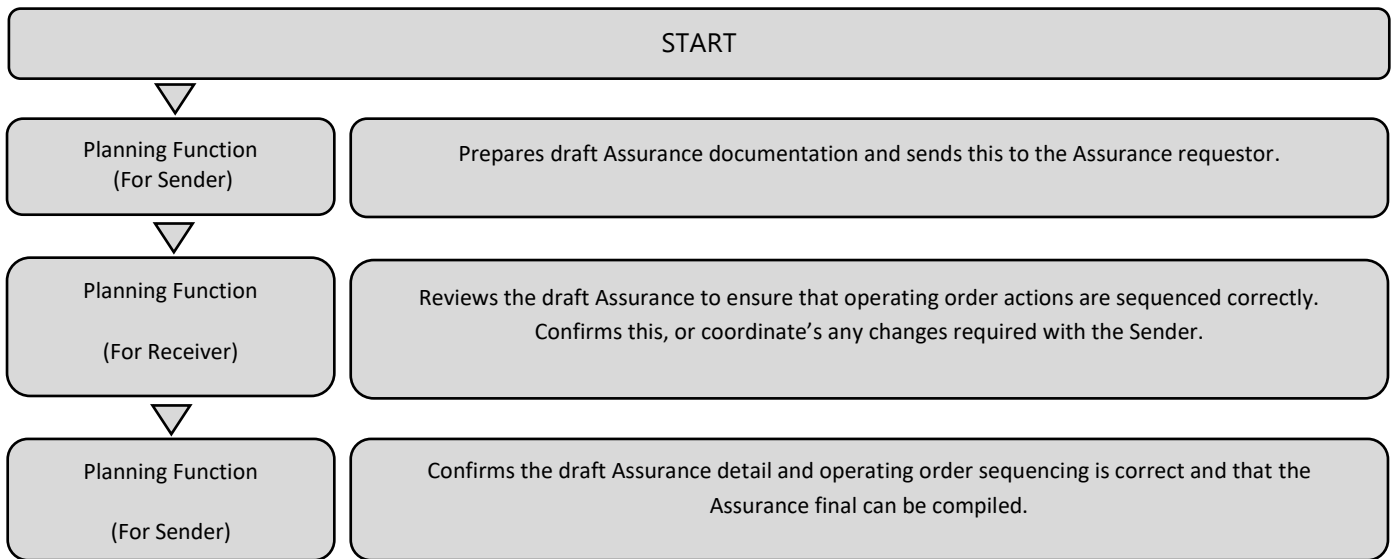 START
Planning Function
(For Sender)
Prepares draft Assurance documentation and sends this to the Assurance requestor.
Planning Function
(For Receiver)
Reviews the draft Assurance to ensure that operating order actions are sequenced correctly.
Confirms this, or coordinate’s any changes required with the Sender.
Planning Function
(For Sender)
Confirms the draft Assurance detail and operating order sequencing is correct and that the
Assurance final can be compiled.